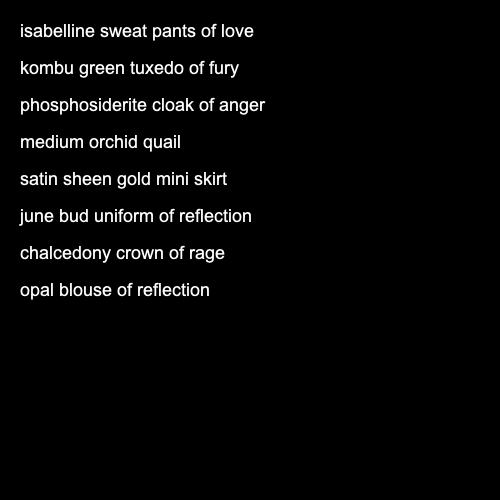 isabelline sweat pants of love
kombu green tuxedo of fury
phosphosiderite cloak of anger
medium orchid quail
satin sheen gold mini skirt
june bud uniform of reflection
chalcedony crown of rage
opal blouse of reflection